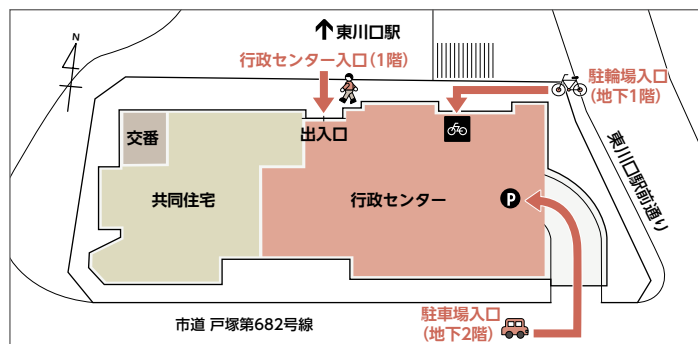 N
東川口駅
行政センター入口(1階)
駐輪場入口
(地下1階)
交番
出入口
共同住宅
行政センター
P
東川口駅前通り
市道 戸塚第682号線
駐車場入口
(地下2階)